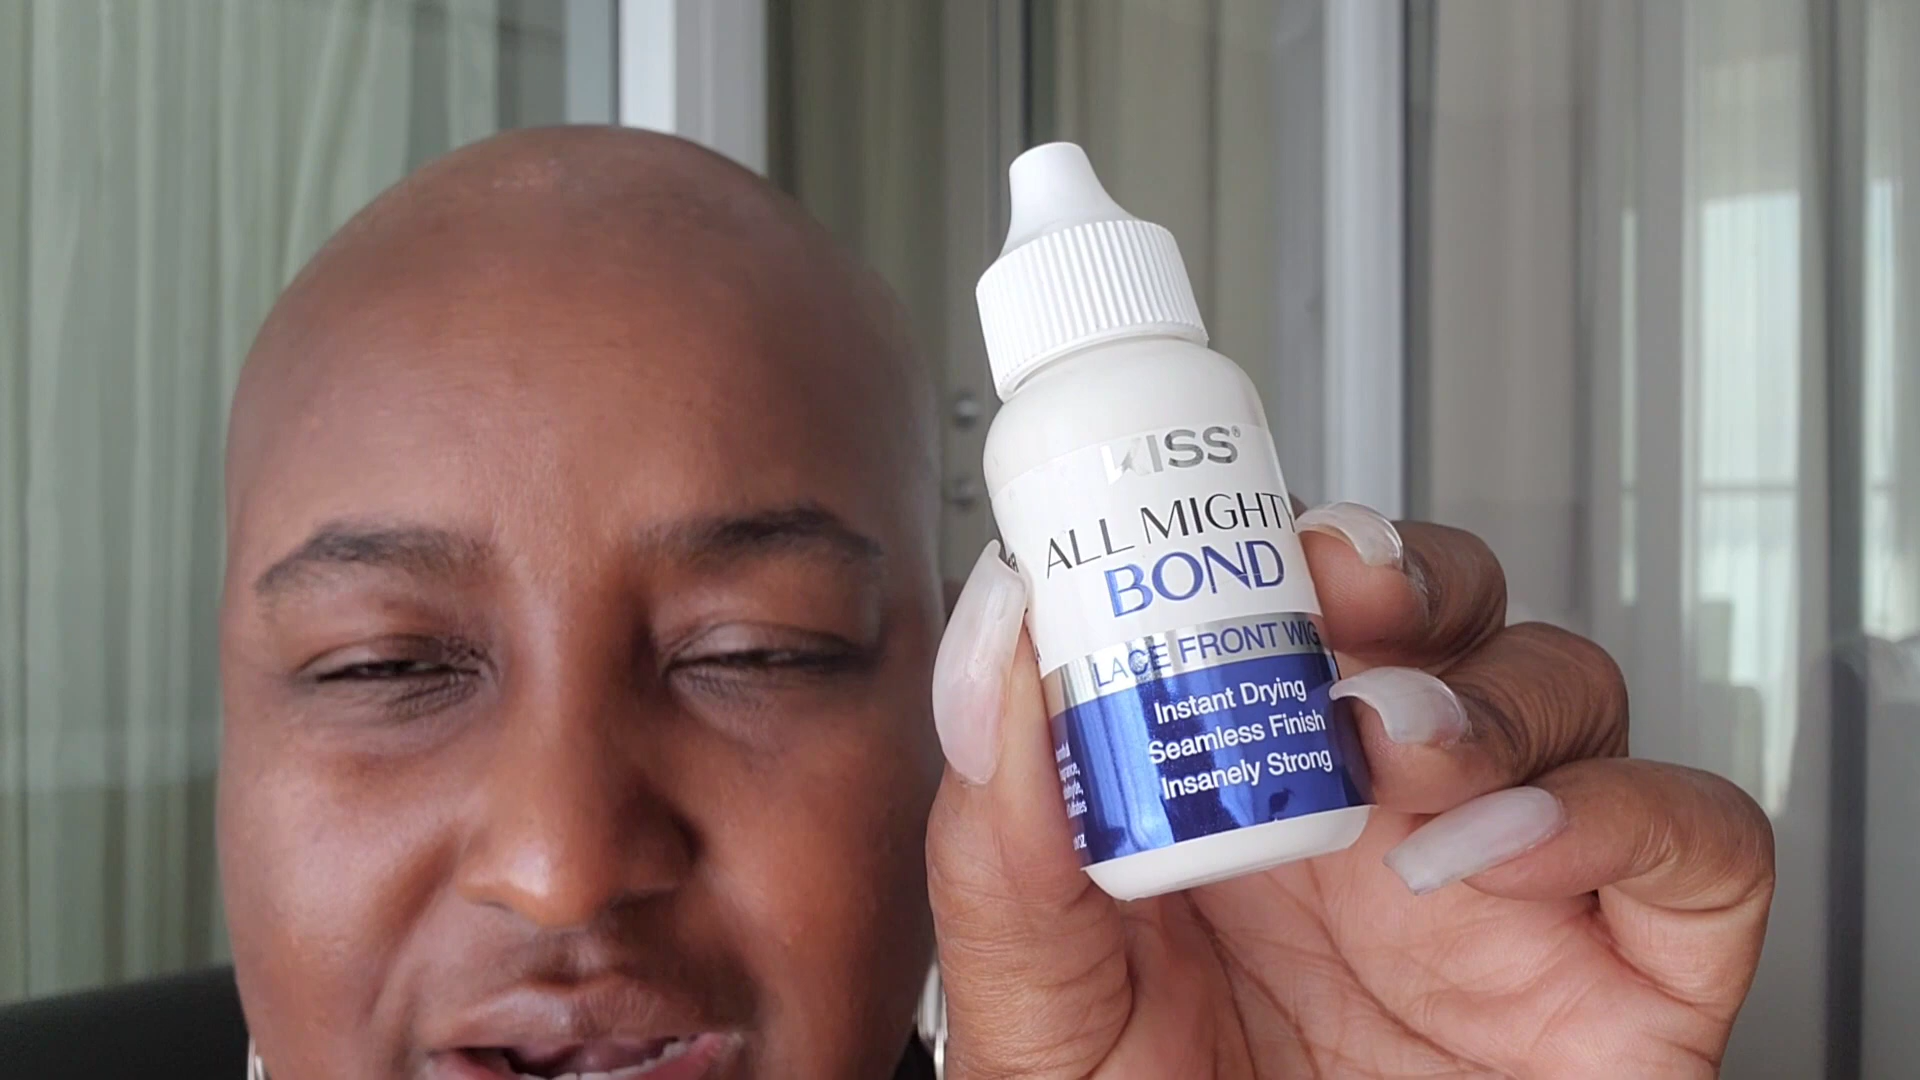 KISS®
ALL MIGHTY
BOND
LACE FRONT WIG
Instant Drying
Seamless Finish
Insanely Strong